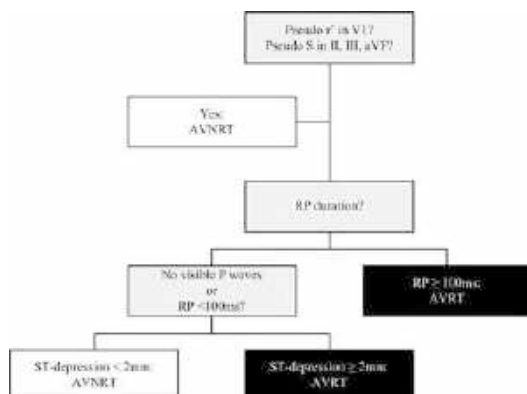 Pseudo r' in V1?
Pseudo S in II, III, aVF?
Yes:
AVNRT
RP duration?
No visible P waves
or
RP <100ms?
RP ≥ 100ms:
AVRT
ST-depression < 2mm:
AVNRT
ST-depression ≥ 2mm:
AVRT